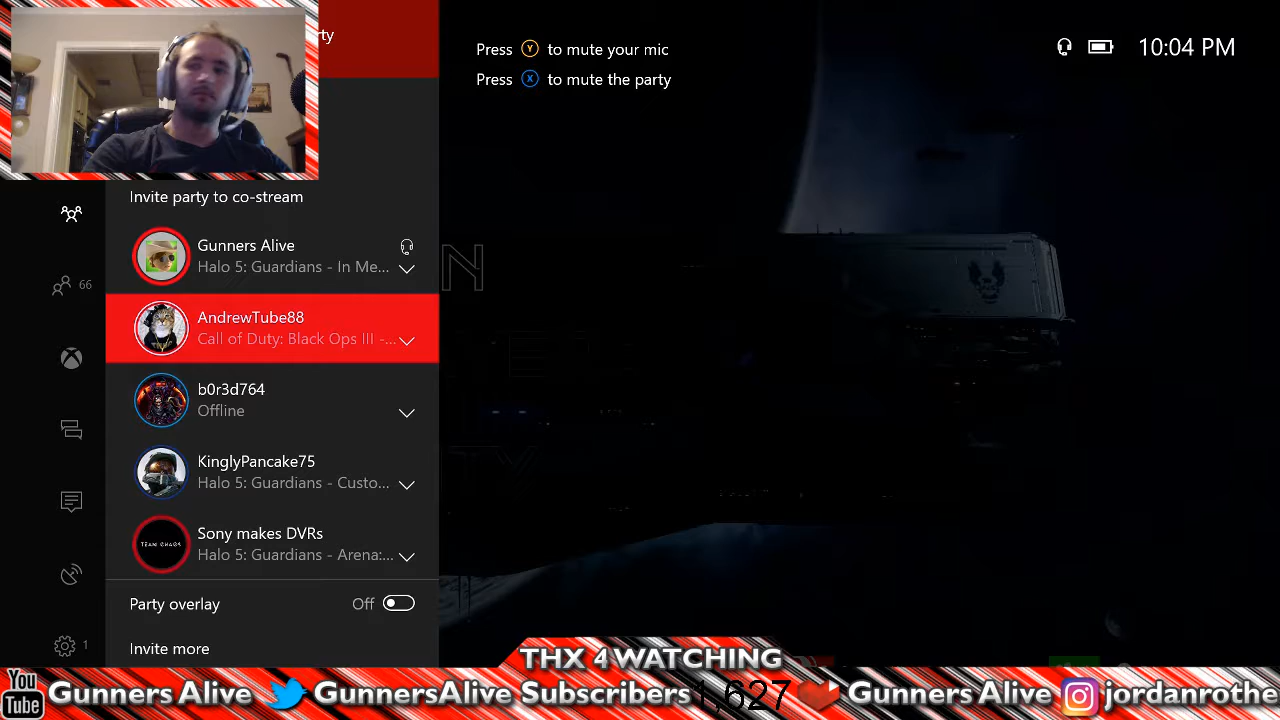 rty
Press Y to mute your mic
Press X to mute the party
10:04 PM
Invite party to co-stream
Gunners Alive
Halo 5: Guardians - In Me...
66
AndrewTube88
Call of Duty: Black Ops III -...
b0r3d764
Offline
KinglyPancake75
Halo 5: Guardians - Custo...
TEAM CHAOS
Sony makes DVRs
Halo 5: Guardians - Arena:...
Party overlay Off
1
Invite more
THX 4 WATCHING
You Tube Gunners Alive GunnersAlive Subscribers 1,627 Gunners Alive jordanrothe